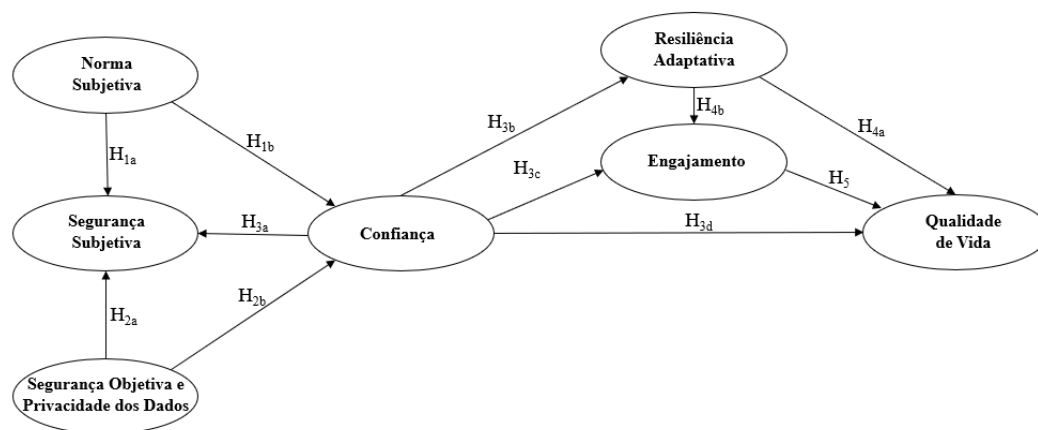 Norma
Subjetiva
Resiliência
Adaptativa
H1a
H1b
H3b
H4b
H4a
Engajamento
H3c
H5
Segurança
Subjetiva
H3a
Confiança
H3d
Qualidade
de Vida
H2a
H2b
Segurança Objetiva e
Privacidade dos Dados